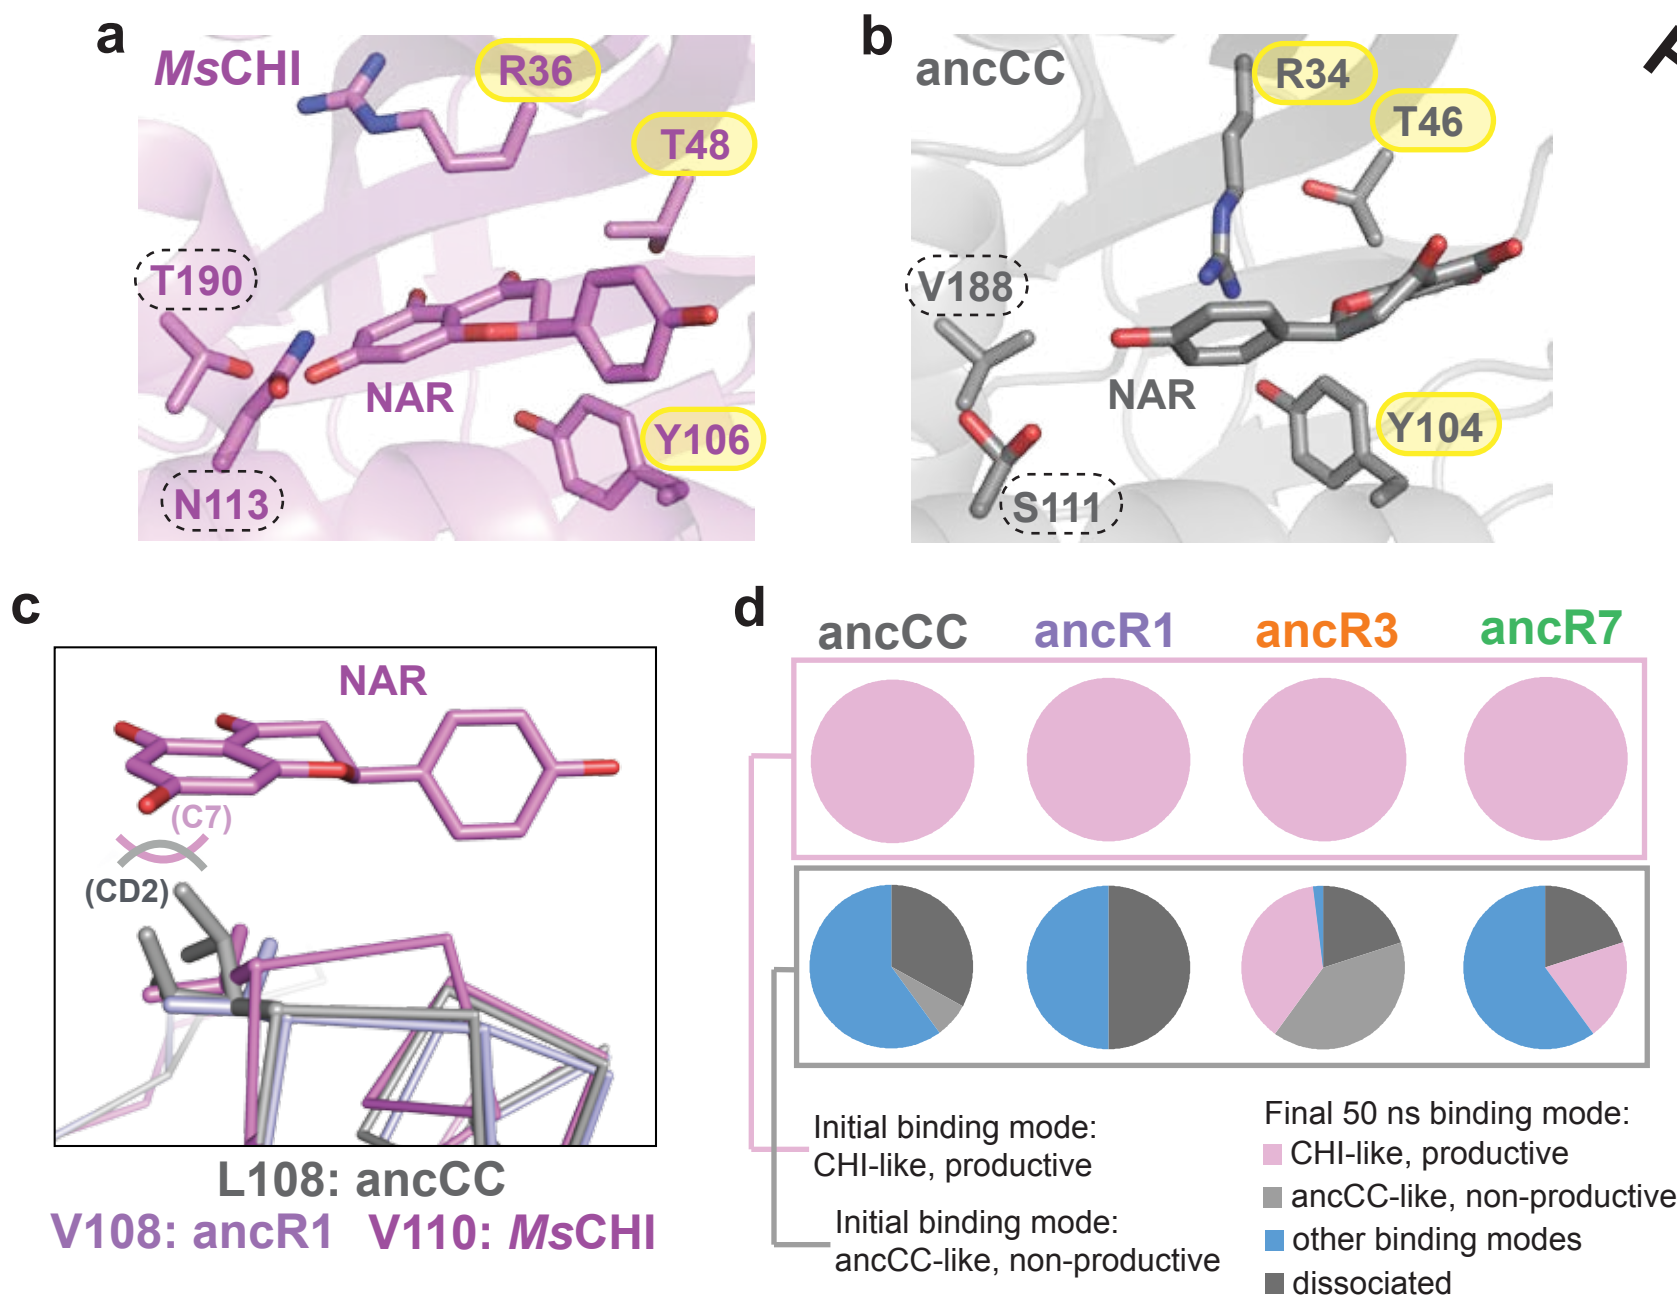 a
MsCHI
R36
T48
T190
NAR
Y106
N113
b
ancCC
R34
T46
V188
NAR
Y104
S111
c
NAR
(C7)
(CD2)
L108: ancCC
V108: ancR1 V110: MsCHI
d
ancCC ancR1 ancR3 ancR7
Initial binding mode:
CHI-like, productive
Initial binding mode:
ancCC-like, non-productive
Final 50 ns binding mode:
CHI-like, productive
ancCC-like, non-productive
other binding modes
dissociated